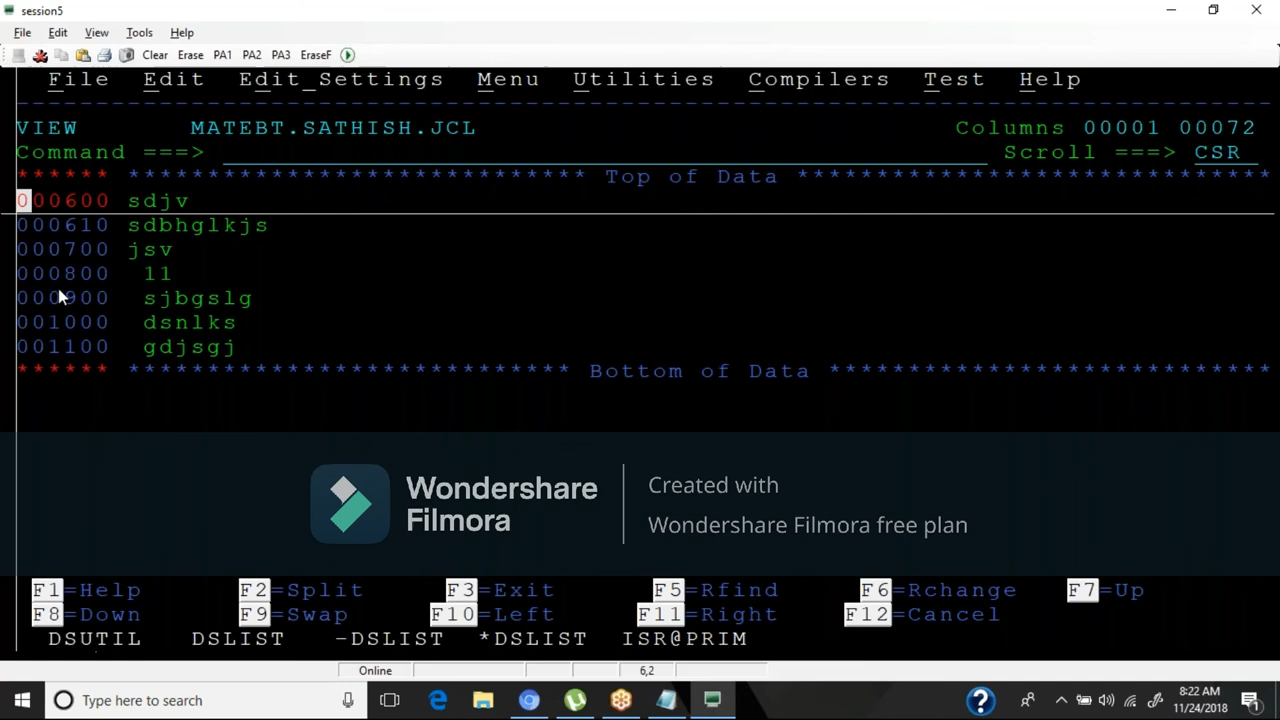 session5
File Edit View Tools Help
Clear Erase PA1 PA2 PA3 EraseF
File Edit Edit_Settings Menu Utilities Compilers Test Help
VIEW MATEBT.SATHISH.JCL Columns 00001 00072
Command ===> Scroll ===> CSR
****** **************************** Top of Data ******************************
000600 sdjv
000610 sdbhglkjs
000700 jsv
000800 11
000900 sjbgslg
001000 dsnlks
001100 gdjsgj
****** **************************** Bottom of Data ****************************
Wondershare
Filmora
Created with
Wondershare Filmora free plan
F1=Help F2=Split F3=Exit F5=Rfind F6=Rchange F7=Up
F8=Down F9=Swap F10=Left F11=Right F12=Cancel
DSUTIL DSLIST -DSLIST *DSLIST ISR@PRIM
Online 6,2
Type here to search
8:22 AM
11/24/2018